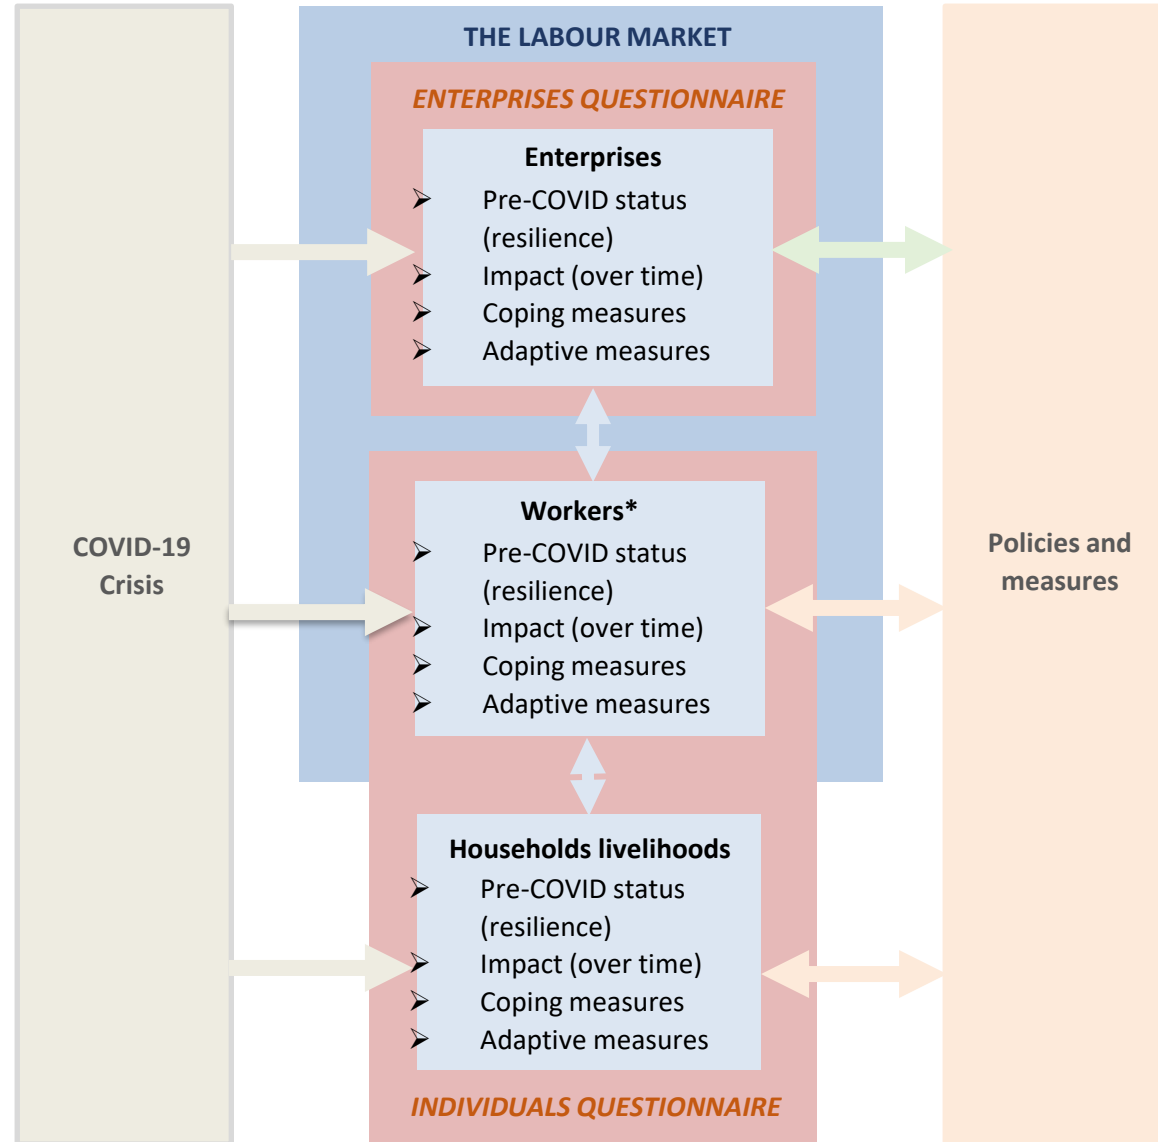 THE LABOUR MARKET
ENTERPRISES QUESTIONNAIRE
Enterprises
➢ Pre-COVID status
(resilience)
➢ Impact (over time)
➢ Coping measures
➢ Adaptive measures
COVID-19
Crisis
Workers*
➢ Pre-COVID status
(resilience)
➢ Impact (over time)
➢ Coping measures
➢ Adaptive measures
Policies and
measures
Households livelihoods
➢ Pre-COVID status
(resilience)
➢ Impact (over time)
➢ Coping measures
➢ Adaptive measures
INDIVIDUALS QUESTIONNAIRE